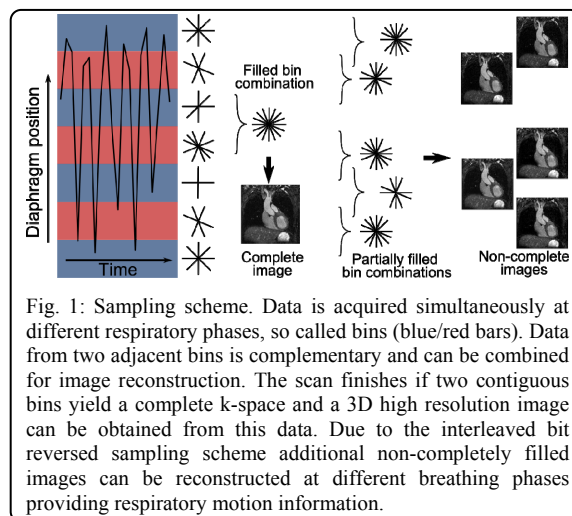 Diaphragm position
Time
Filled bin
combination
Complete
image
Partially filled
bin combinations
Non-complete
images
Fig. 1: Sampling scheme. Data is acquired simultaneously at
different respiratory phases, so called bins (blue/red bars). Data
from two adjacent bins is complementary and can be combined
for image reconstruction. The scan finishes if two contiguous
bins yield a complete k-space and a 3D high resolution image
can be obtained from this data. Due to the interleaved bit
reversed sampling scheme additional non-completely filled
images can be reconstructed at different breathing phases
providing respiratory motion information.